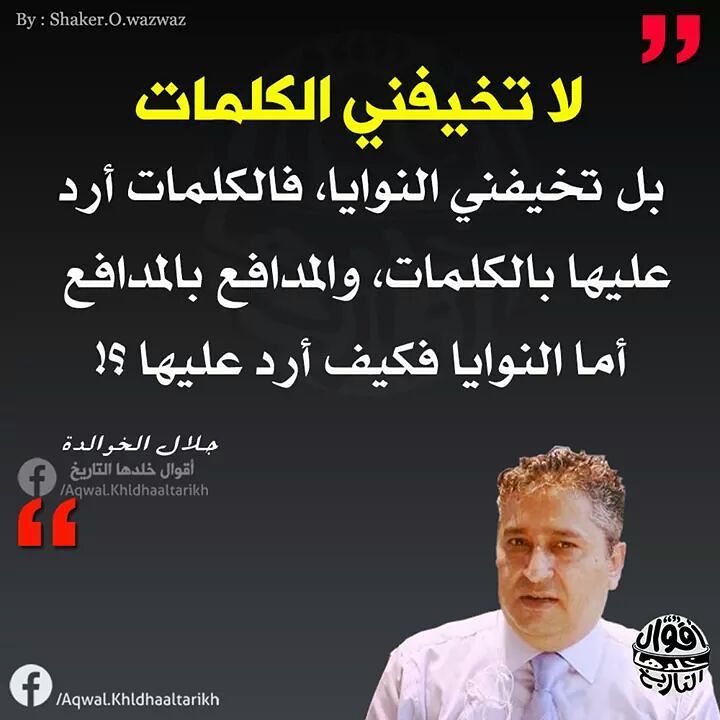 By : Shaker.O.wazwaz
لا تخيفني الكلمات
بل تخيفني النوايا، فالكلمات أرد
عليها بالكلمات، والمدافع بالمدافع
أما النوايا فكيف أرد عليها ؟!
جلال الخوالدة
أقوال خلدها التاريخ
/Aqwal.Khldhaaltarikh
أقوال
خلدها
التاريخ
/Aqwal.Khldhaaltarikh